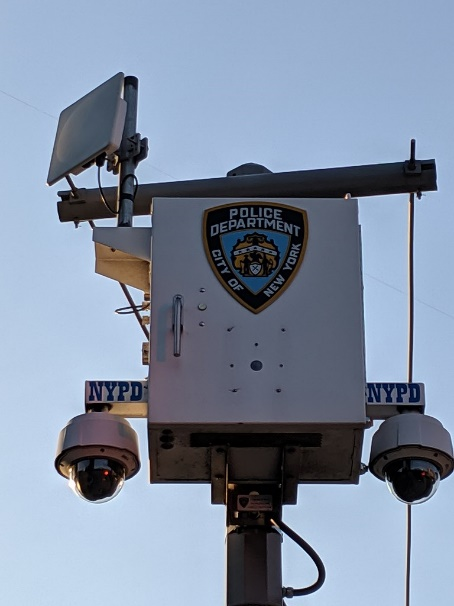 POLICE
DEPARTMENT
CITY OF
NEW YORK
NYPD
NYPD